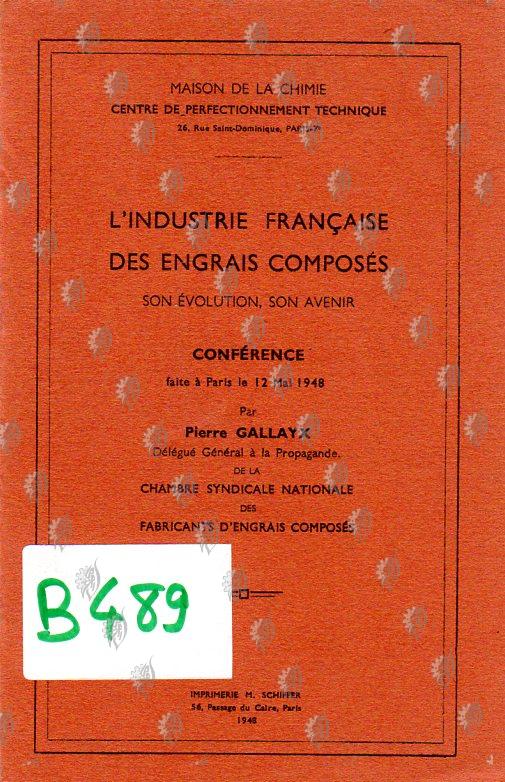 MAISON DE LA CHIMIE
CENTRE DE PERFECTIONNEMENT TECHNIQUE
26, Rue Saint-Dominique, PARIS-7e
L'INDUSTRIE FRANÇAISE
DES ENGRAIS COMPOSÉS
SON ÉVOLUTION, SON AVENIR
CONFÉRENCE
faite à Paris le 12 Mai 1948
Par
Pierre GALLAYX
Délégué Général à la Propagande.
DE LA
CHAMBRE SYNDICALE NATIONALE
DES
FABRICANTS D'ENGRAIS COMPOSÉS
B489
IMPRIMERIE M. SCHIFFER
56, Passage du Caire, Paris
1948